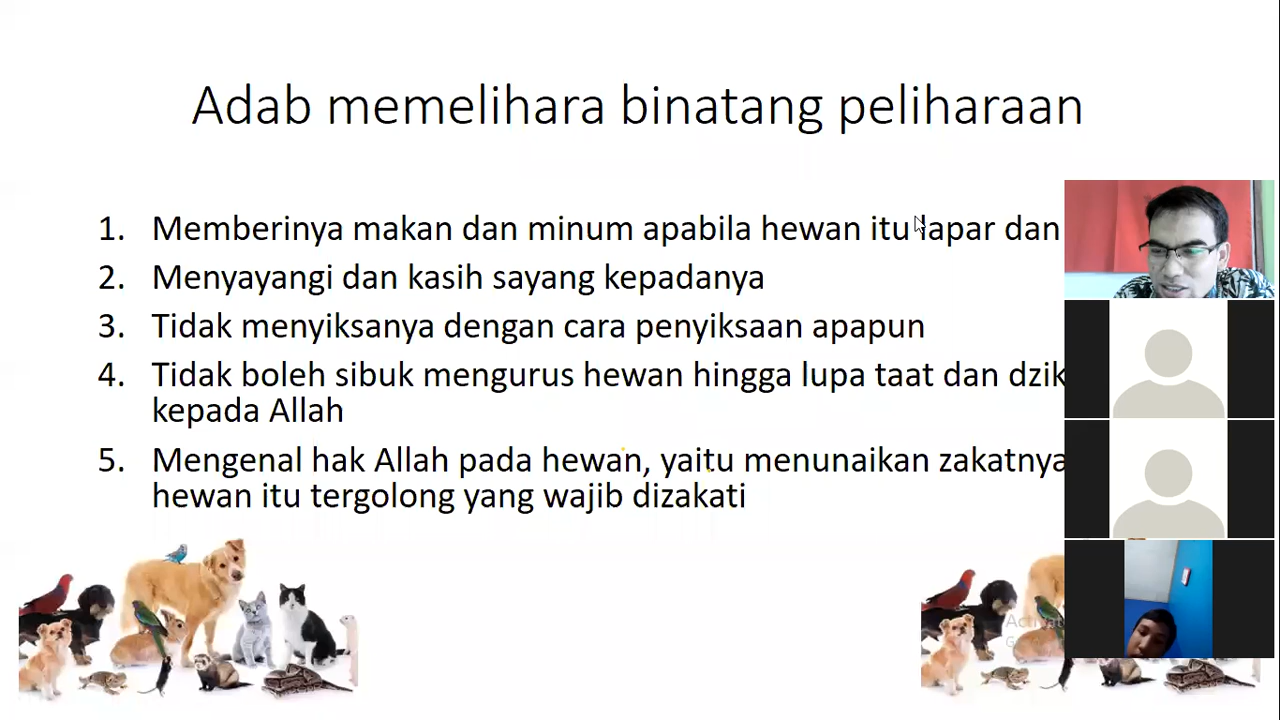 Adab memelihara binatang peliharaan
1. Memberinya makan dan minum apabila hewan itu lapar dan
2. Menyayangi dan kasih sayang kepadanya
3. Tidak menyiksanya dengan cara penyiksaan apapun
4. Tidak boleh sibuk mengurus hewan hingga lupa taat dan
kepada Allah
5. Mengenal hak Allah pada hewan, yaitu menunaikan zakatnya
hewan itu tergolong yang wajib dizakati